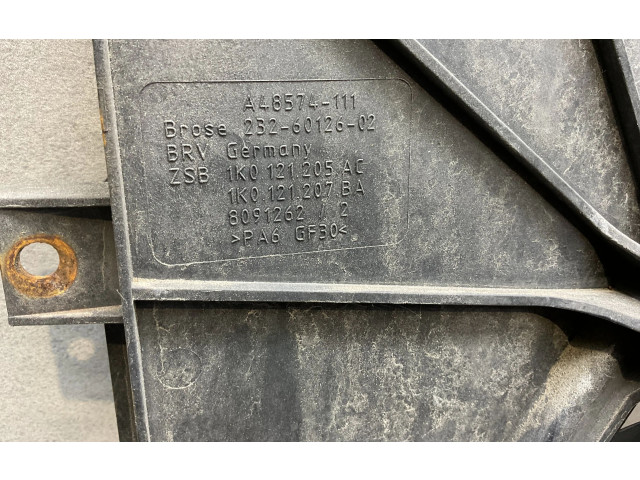 A48574-111
Brose 232-60126-02
BRV Germany
ZSB 1K0.121.205.AC
1K0.121.207.BA
8091262 / 2
>PA6 GF30<